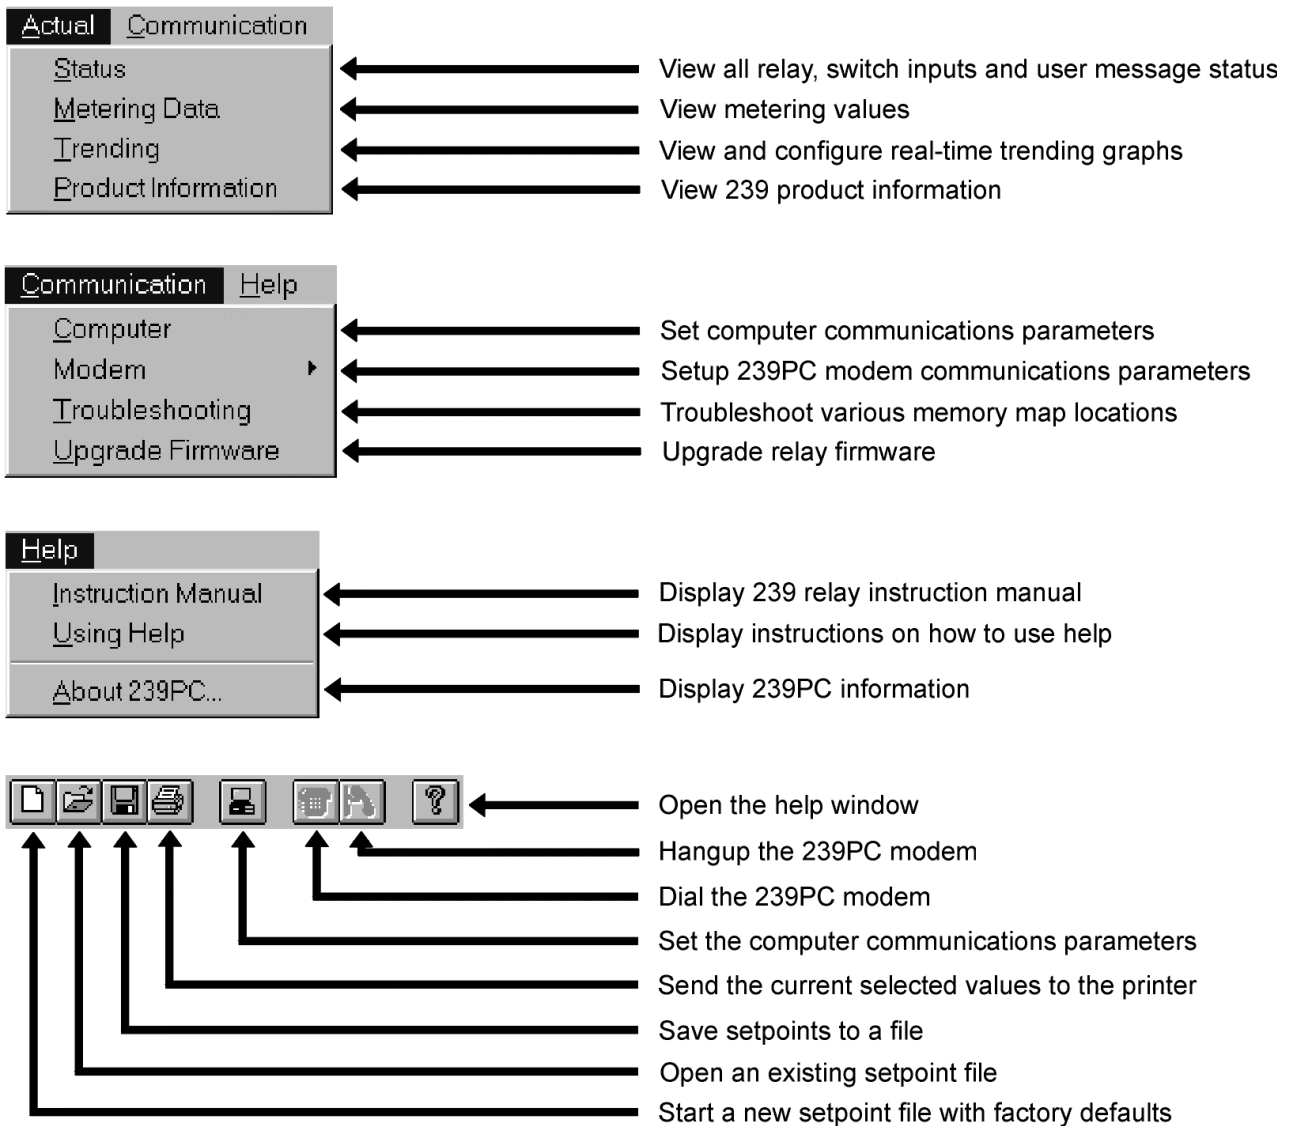 Actual Communication
Status View all relay, switch inputs and user message status
Metering Data View metering values
Trending View and configure real-time trending graphs
Product Information View 239 product information
Communication Help
Computer Set computer communications parameters
Modem Setup 239PC modem communications parameters
Troubleshooting Troubleshoot various memory map locations
Upgrade Firmware Upgrade relay firmware
Help
Instruction Manual Display 239 relay instruction manual
Using Help Display instructions on how to use help
About 239PC... Display 239PC information
? Open the help window
Hangup the 239PC modem
Dial the 239PC modem
Set the computer communications parameters
Send the current selected values to the printer
Save setpoints to a file
Open an existing setpoint file
Start a new setpoint file with factory defaults